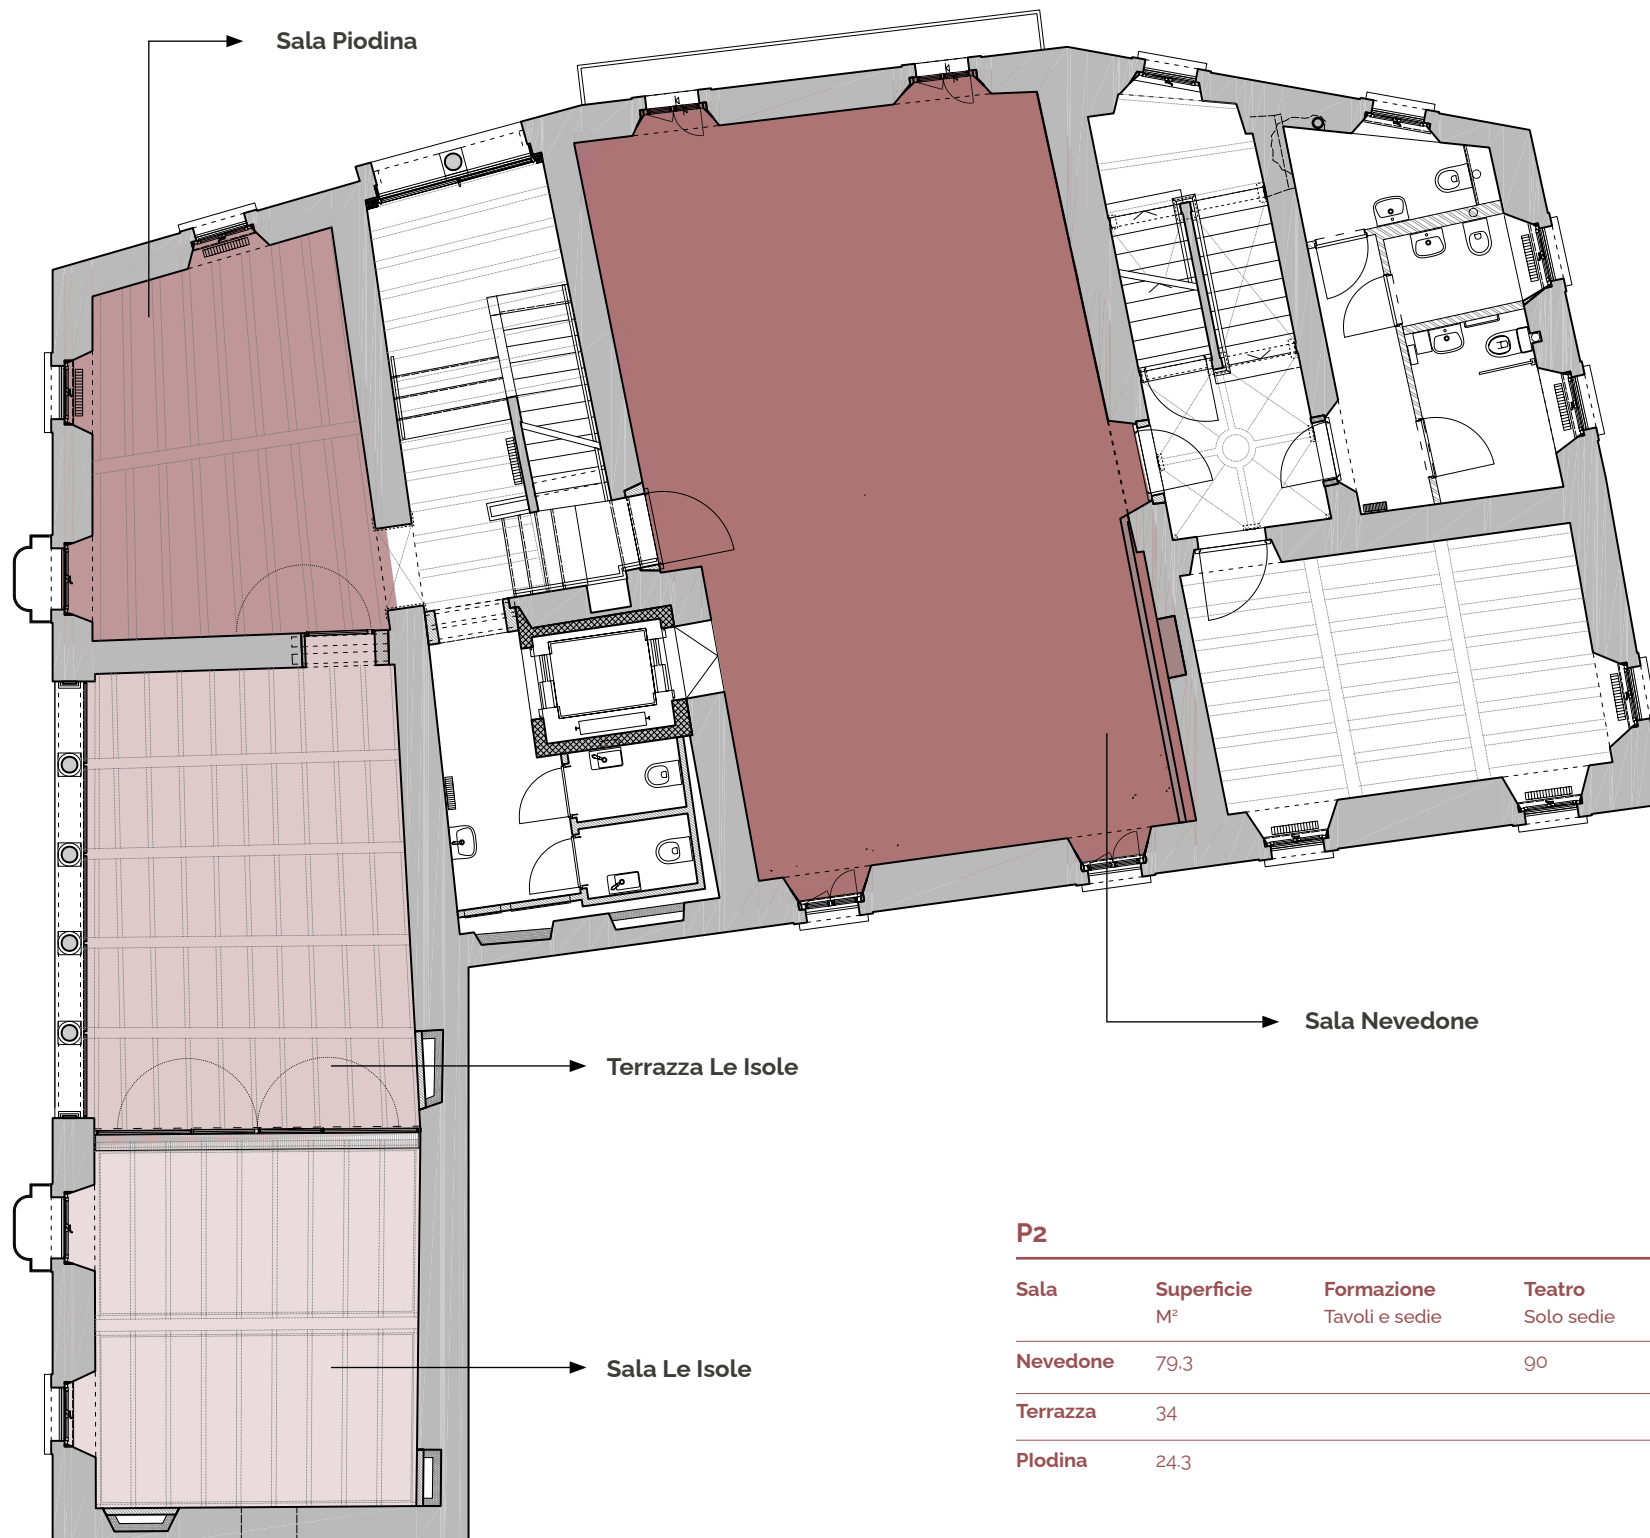 Sala Piodina
Sala Nevedone
Terrazza Le Isole
Sala Le Isole
P2
Sala Superficie Formazione Teatro
M² Tavoli e sedie Solo sedie
Nevedone 79,3 90
Terrazza 34
PIodina 24.3